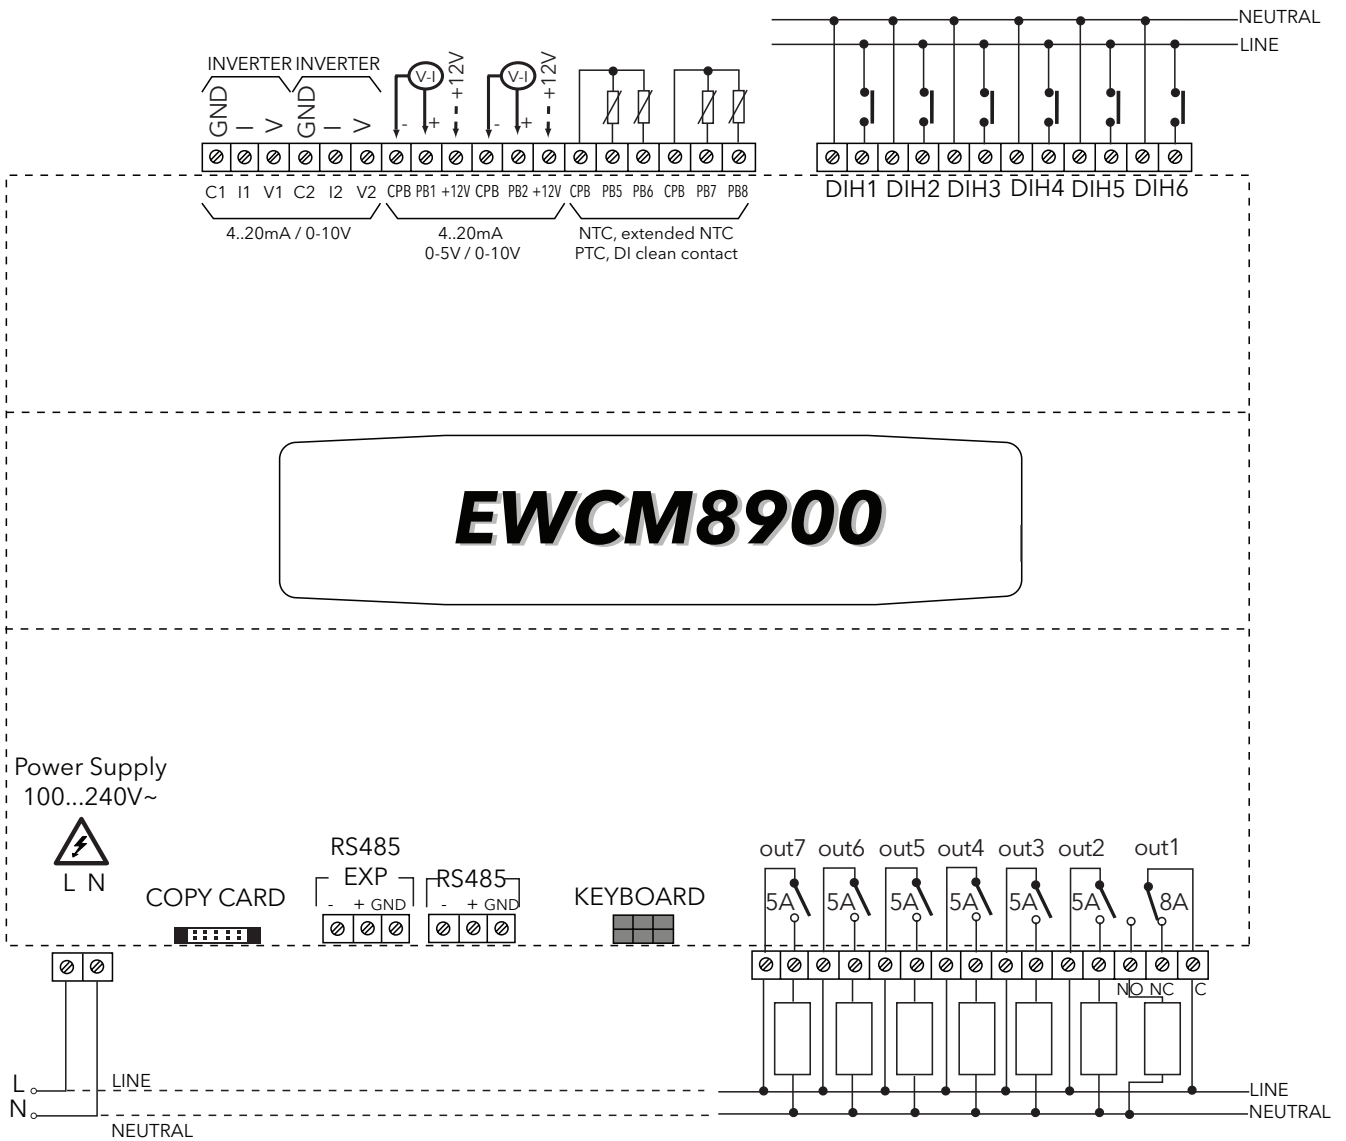 NEUTRAL
LINE
INVERTER INVERTER
GND I V GND I V
V-I +12V V-I +12V
- + - +
C1 I1 V1 C2 I2 V2 CPB PB1 +12V CPB PB2 +12V CPB PB5 PB6 CPB PB7 PB8
DIH1 DIH2 DIH3 DIH4 DIH5 DIH6
4..20mA / 0-10V
4..20mA
0-5V / 0-10V
NTC, extended NTC
PTC, DI clean contact
EWCM8900
Power Supply
100...240V~
L N
COPY CARD
RS485
EXP
- + GND
RS485
- + GND
KEYBOARD
out7 out6 out5 out4 out3 out2 out1
5A 5A 5A 5A 5A 5A 8A
NO NC C
L
N
LINE
NEUTRAL
LINE
NEUTRAL